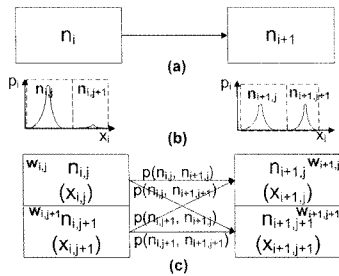 n_i n_{i+1}
(a)
p_i n_{i,j} n_{i,j+1} x_i n_{i+1,j} n_{i+1,j+1} x_i
(b)
w_{i,j} n_{i,j} p(n_{i,j}, n_{i+1,j}) n_{i+1,j} w_{i+1,j}
(x_{i,j}) p(n_{i,j}, n_{i+1,j+1}) (x_{i+1,j})
w_{i,j+1} n_{i,j+1} p(n_{i,j+1}, n_{i+1,j}) n_{i+1,j+1} w_{i+1,j+1}
(x_{i,j+1}) p(n_{i,j+1}, n_{i+1,j+1}) (x_{i+1,j+1})
(c)